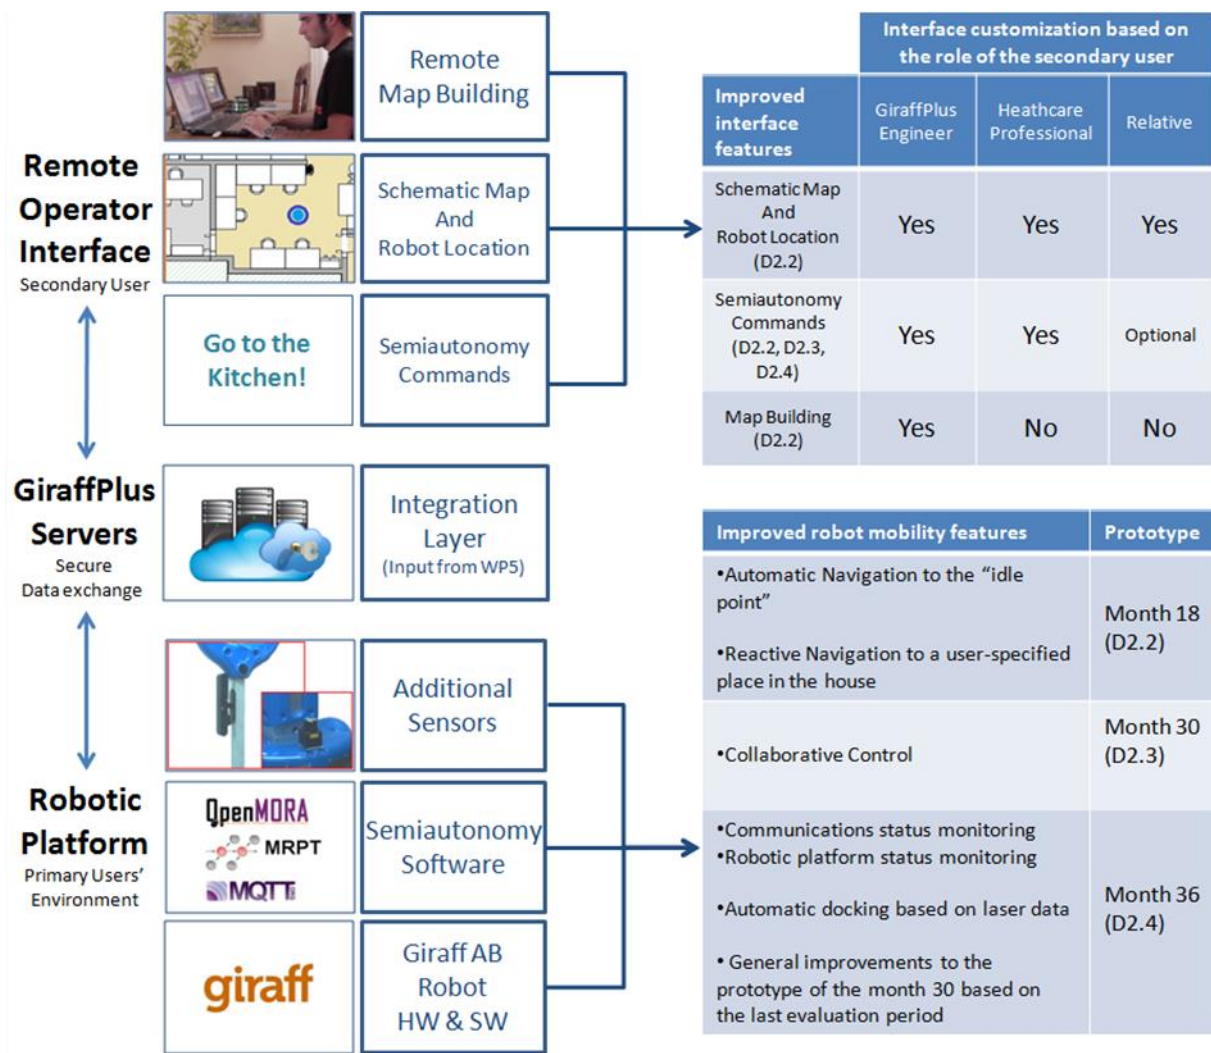 Remote
Operator
Interface
Secondary User
Remote
Map Building
Schematic Map
And
Robot Location
Go to the
Kitchen!
Semiautonomy
Commands
GiraffPlus
Servers
Secure
Data exchange
Integration
Layer
(Input from WP5)
Robotic
Platform
Primary Users'
Environment
Additional
Sensors
OpenMORA
MRPT
MQTT
Semiautonomy
Software
giraff
Giraff AB
Robot
HW & SW
Interface customization based on
the role of the secondary user
Improved
interface
features
GiraffPlus
Engineer
Heathcare
Professional
Relative
Schematic Map
And
Robot Location
(D2.2)
Yes
Yes
Yes
Semiautonomy
Commands
(D2.2, D2.3,
D2.4)
Yes
Yes
Optional
Map Building
(D2.2)
Yes
No
No
Improved robot mobility features
Prototype
•Automatic Navigation to the “idle
point”
•Reactive Navigation to a user-specified
place in the house
Month 18
(D2.2)
•Collaborative Control
Month 30
(D2.3)
•Communications status monitoring
•Robotic platform status monitoring
•Automatic docking based on laser data
• General improvements to the
prototype of the month 30 based on
the last evaluation period
Month 36
(D2.4)